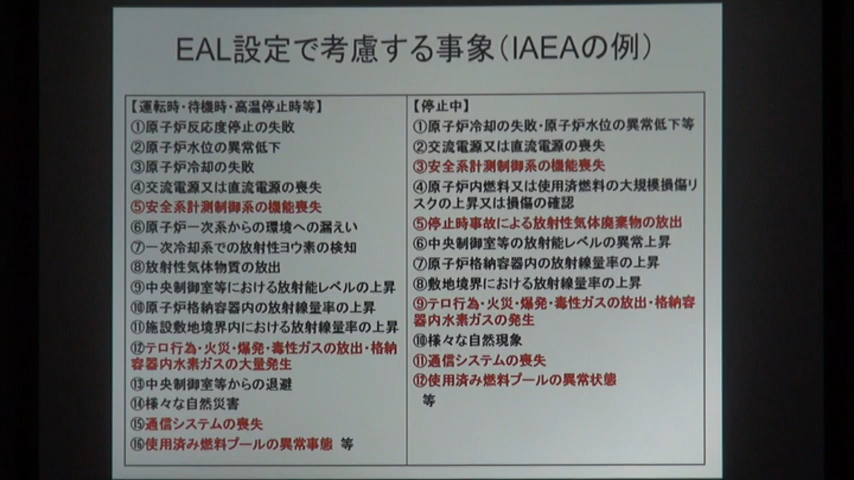 EAL設定で考慮する事象（IAEAの例）
【運転時・待機時・高温停止時等】
①原子炉反応度停止の失敗
②原子炉水位の異常低下
③原子炉冷却の失敗
④交流電源又は直流電源の喪失
⑤安全系計測制御系の機能喪失
⑥原子炉一次系からの環境への漏えい
⑦一次冷却系での放射性ヨウ素の検知
⑧放射性気体物質の放出
⑨中央制御室等における放射能レベルの上昇
⑩原子炉格納容器内の放射線量率の上昇
⑪施設敷地境界内における放射線量率の上昇
⑫テロ行為・火災・爆発・毒性ガスの放出・格納
容器内水素ガスの大量発生
⑬中央制御室等からの退避
⑭様々な自然災害
⑮通信システムの喪失
⑯使用済み燃料プールの異常事態 等
【停止中】
①原子炉冷却の失敗・原子炉水位の異常低下等
②交流電源又は直流電源の喪失
③安全系計測制御系の機能喪失
④原子炉内燃料又は使用済燃料の大規模損傷リ
スクの上昇又は損傷の確認
⑤停止時事故による放射性気体廃棄物の放出
⑥中央制御室等の放射能レベルの異常上昇
⑦原子炉格納容器内の放射線量率の上昇
⑧敷地境界における放射線量率の上昇
⑨テロ行為・火災・爆発・毒性ガスの放出・格納容
器内水素ガスの発生
⑩様々な自然現象
⑪通信システムの喪失
⑫使用済み燃料プールの異常状態
等